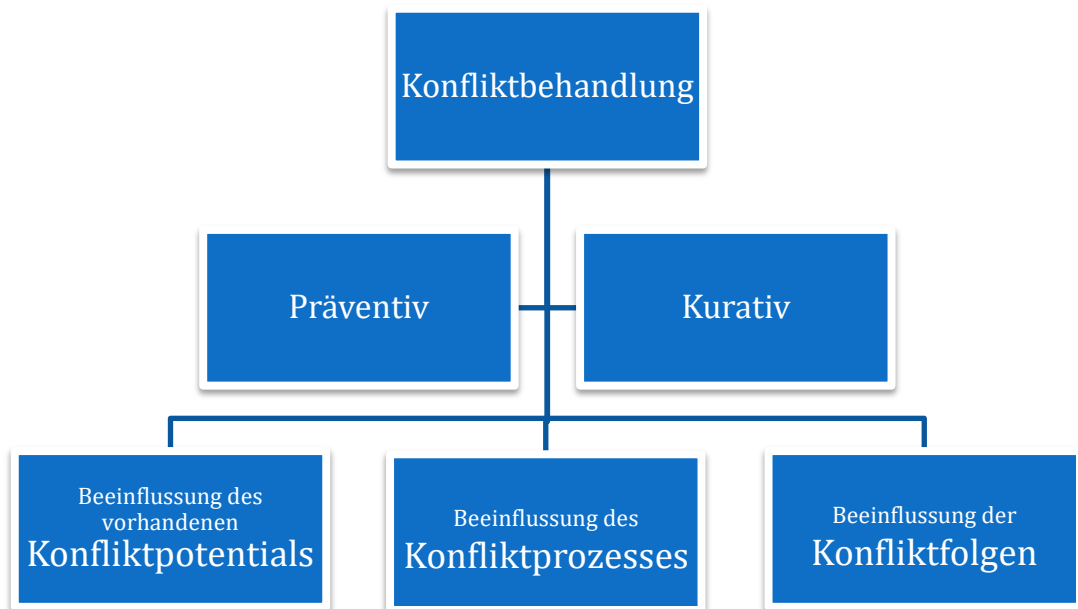 Konfliktbehandlung
Präventiv
Kurativ
Beeinflussung des
vorhandenen
Konfliktpotentials
Beeinflussung des
Konfliktprozesses
Beeinflussung der
Konfliktfolgen